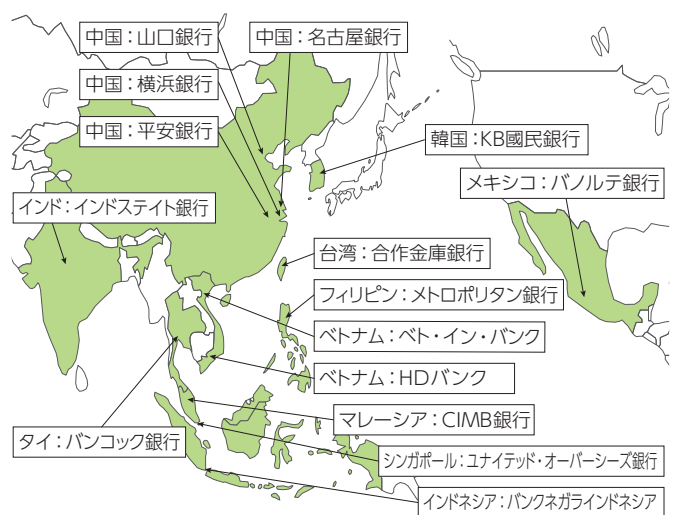 中国：山口銀行
中国：名古屋銀行
中国：横浜銀行
中国：平安銀行
韓国：KB國民銀行
メキシコ：バノルテ銀行
インド：インドステイト銀行
台湾：合作金庫銀行
フィリピン：メトロポリタン銀行
ベトナム：ベト・イン・バンク
ベトナム：HDバンク
マレーシア：CIMB銀行
タイ：バンコック銀行
シンガポール：ユナイテッド・オーバーシーズ銀行
インドネシア：バンクネガラインドネシア